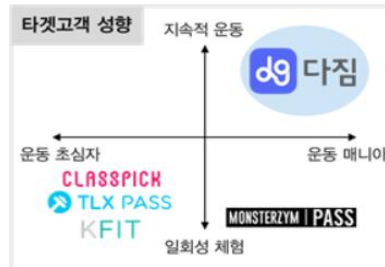 타겟고객 성향
지속적 운동
dg 다짐
운동 초심자
운동 매니아
CLASSPICK
TLX PASS
KFIT
MONSTERZYM | PASS
일회성 체험